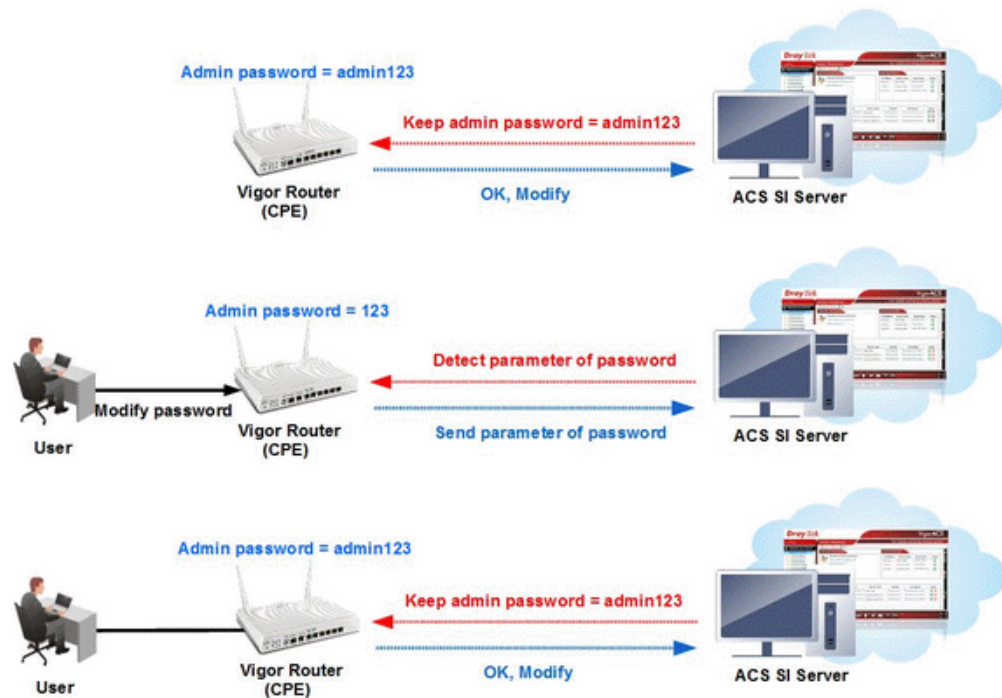 Admin password = admin123
Keep admin password = admin123
OK, Modify
Vigor Router
(CPE)
ACS SI Server
Admin password = 123
Detect parameter of password
Modify password
Send parameter of password
User
Vigor Router
(CPE)
ACS SI Server
Admin password = admin123
Keep admin password = admin123
OK, Modify
User
Vigor Router
(CPE)
ACS SI Server